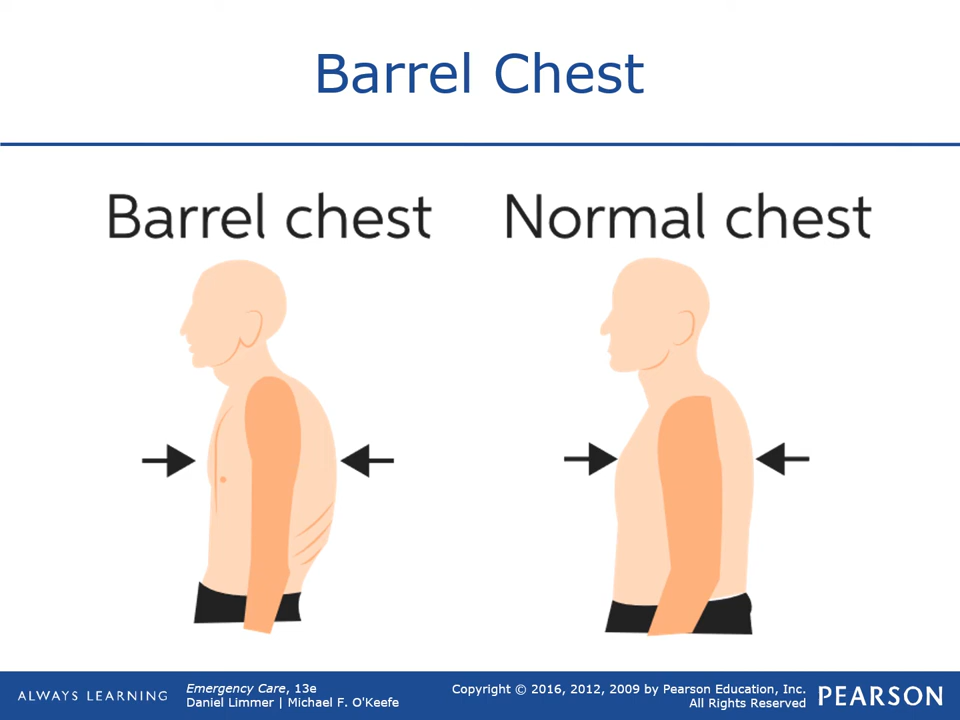 Barrel Chest
Barrel chest
Normal chest
ALWAYS LEARNING
Emergency Care, 13e
Daniel Limmer | Michael F. O'Keefe
Copyright © 2016, 2012, 2009 by Pearson Education, Inc.
All Rights Reserved
PEARSON